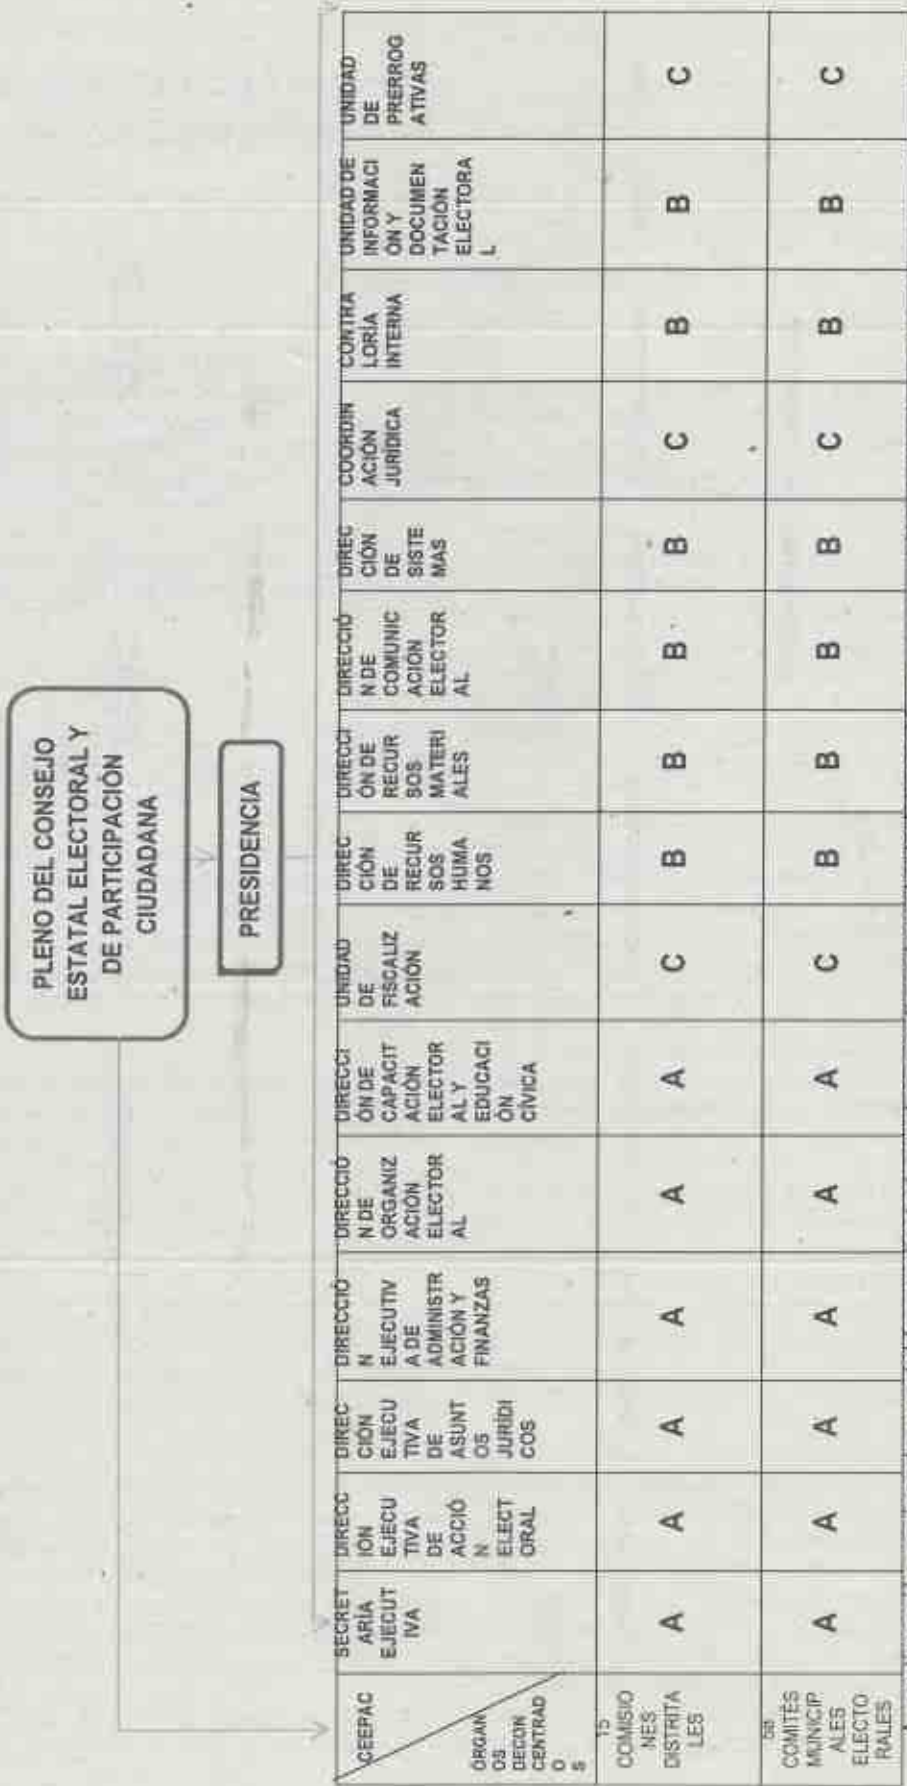 PLENO DEL CONSEJO
ESTATAL ELECTORAL Y
DE PARTICIPACIÓN
CIUDADANA
PRESIDENCIA
CEEPAC
ÓRGAN
OS
DECON
CENTRAD
O
S
SECRET
ARÍA
EJECUT
IVA
DIRECC
IÓN
EJECU
TIVA
DE
ACCIÓ
N
ELECT
ORAL
DIREC
CIÓN
EJECU
TIVA
DE
ASUNT
OS
JURÍDI
COS
DIRECCIÓ
N
EJECUTIV
A DE
ADMINISTR
ACIÓN Y
FINANZAS
DIRECCIÓ
N DE
ORGANIZ
ACIÓN
ELECTOR
AL
DIRECCI
ÓN DE
CAPACIT
ACIÓN
ELECTOR
AL Y
EDUCACI
ÓN
CÍVICA
UNIDAD
DE
FISCALIZ
ACIÓN
DIREC
CIÓN
DE
RECUR
SOS
HUMA
NOS
DIRECCI
ÓN DE
RECUR
SOS
MATERI
ALES
DIRECCIÓ
N DE
COMUNIC
ACIÓN
ELECTOR
AL
DIREC
CIÓN
DE
SISTE
MAS
COORDIN
ACIÓN
JURÍDICA
CONTRA
LORÍA
INTERNA
UNIDAD DE
INFORMACI
ÓN Y
DOCUMEN
TACIÓN
ELECTORA
L
UNIDAD
DE
PRERROG
ATIVAS
15
COMISIO
NES
DISTRITA
LES
A A A A A A C B B B B C B B C
58
COMITÉS
MUNICIP
ALES
ELECTO
RALES
A A A A A A C B B B B C B B C